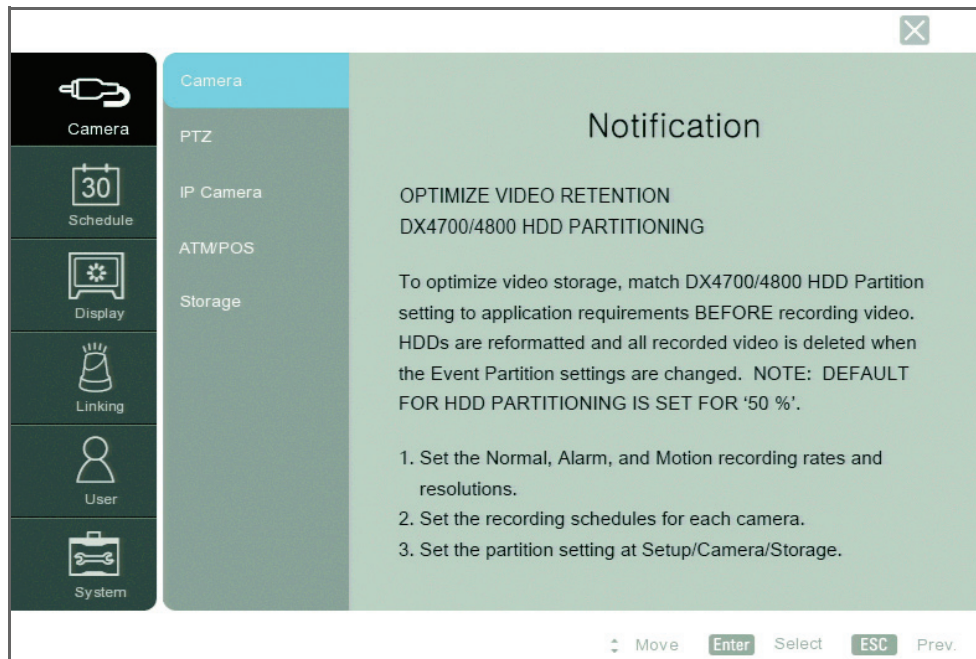 Camera
30
Schedule
Display
Linking
User
System
Camera
PTZ
IP Camera
ATM/POS
Storage
Notification
OPTIMIZE VIDEO RETENTION
DX4700/4800 HDD PARTITIONING
To optimize video storage, match DX4700/4800 HDD Partition
setting to application requirements BEFORE recording video.
HDDs are reformatted and all recorded video is deleted when
the Event Partition settings are changed.  NOTE:  DEFAULT
FOR HDD PARTITIONING IS SET FOR ‘50 %’.
1. Set the Normal, Alarm, and Motion recording rates and
resolutions.
2. Set the recording schedules for each camera.
3. Set the partition setting at Setup/Camera/Storage.
Move Enter Select ESC Prev.